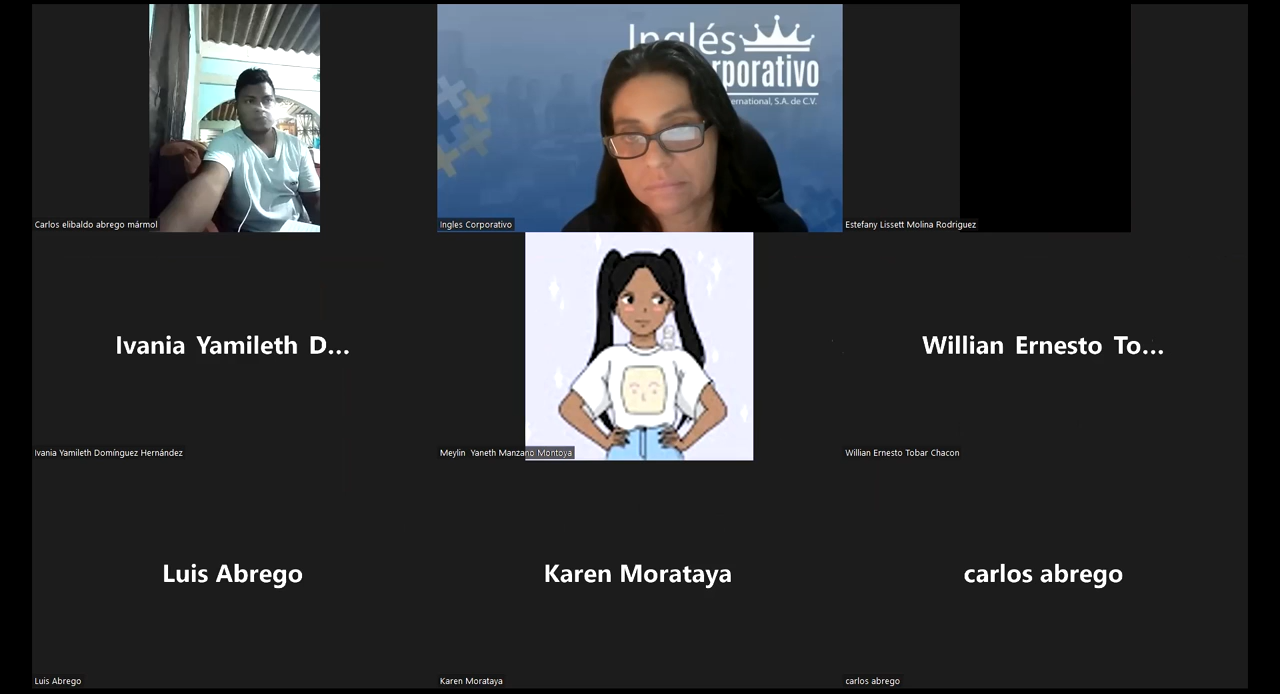 Inglés
rporativo
ernational, S.A. de C.V.
Carlos elibaldo abrego mármol
Ingles Corporativo
Estefany Lissett Molina Rodriguez
Ivania Yamileth D...
Willian Ernesto To...
Ivania Yamileth Domínguez Hernández
Meylin Yaneth Manzano Montoya
Willian Ernesto Tobar Chacon
Luis Abrego
Karen Morataya
carlos abrego
Luis Abrego
Karen Morataya
carlos abrego